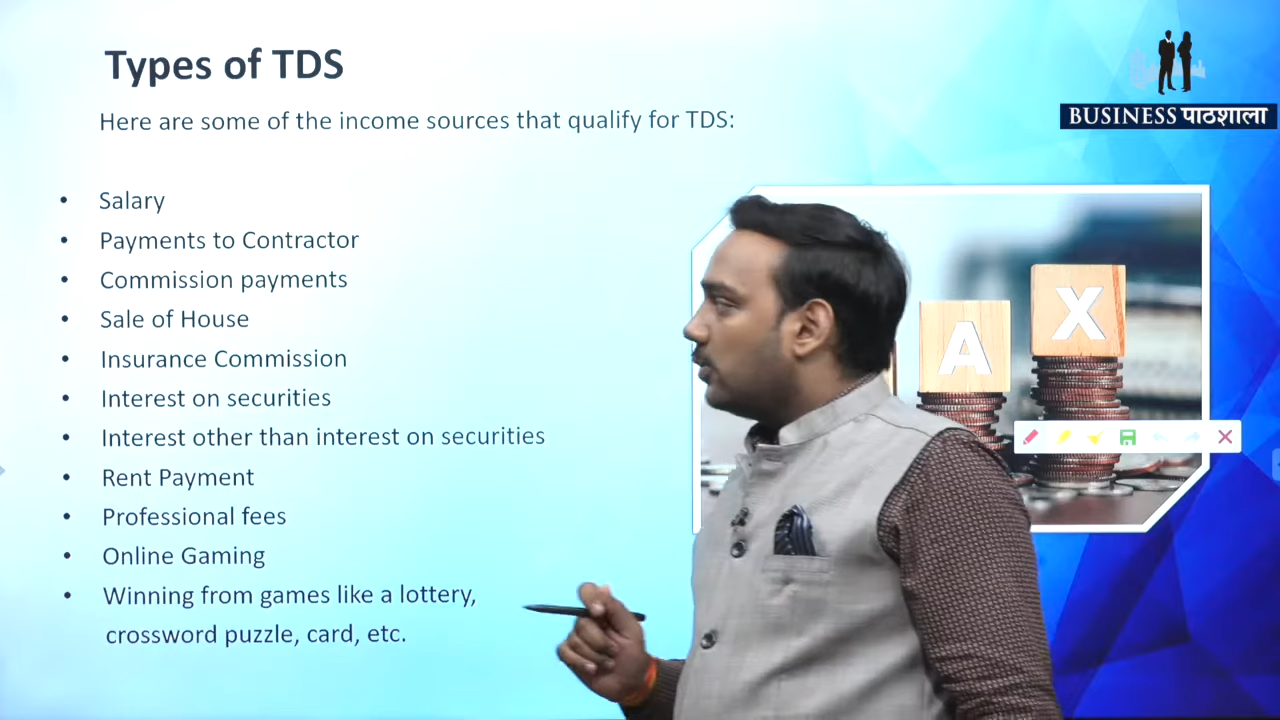 Types of TDS
Here are some of the income sources that qualify for TDS:
BUSINESS पाठशाला
• Salary
• Payments to Contractor
• Commission payments
• Sale of House
• Insurance Commission
• Interest on securities
• Interest other than interest on securities
• Rent Payment
• Professional fees
• Online Gaming
• Winning from games like a lottery,
crossword puzzle, card, etc.
A
X